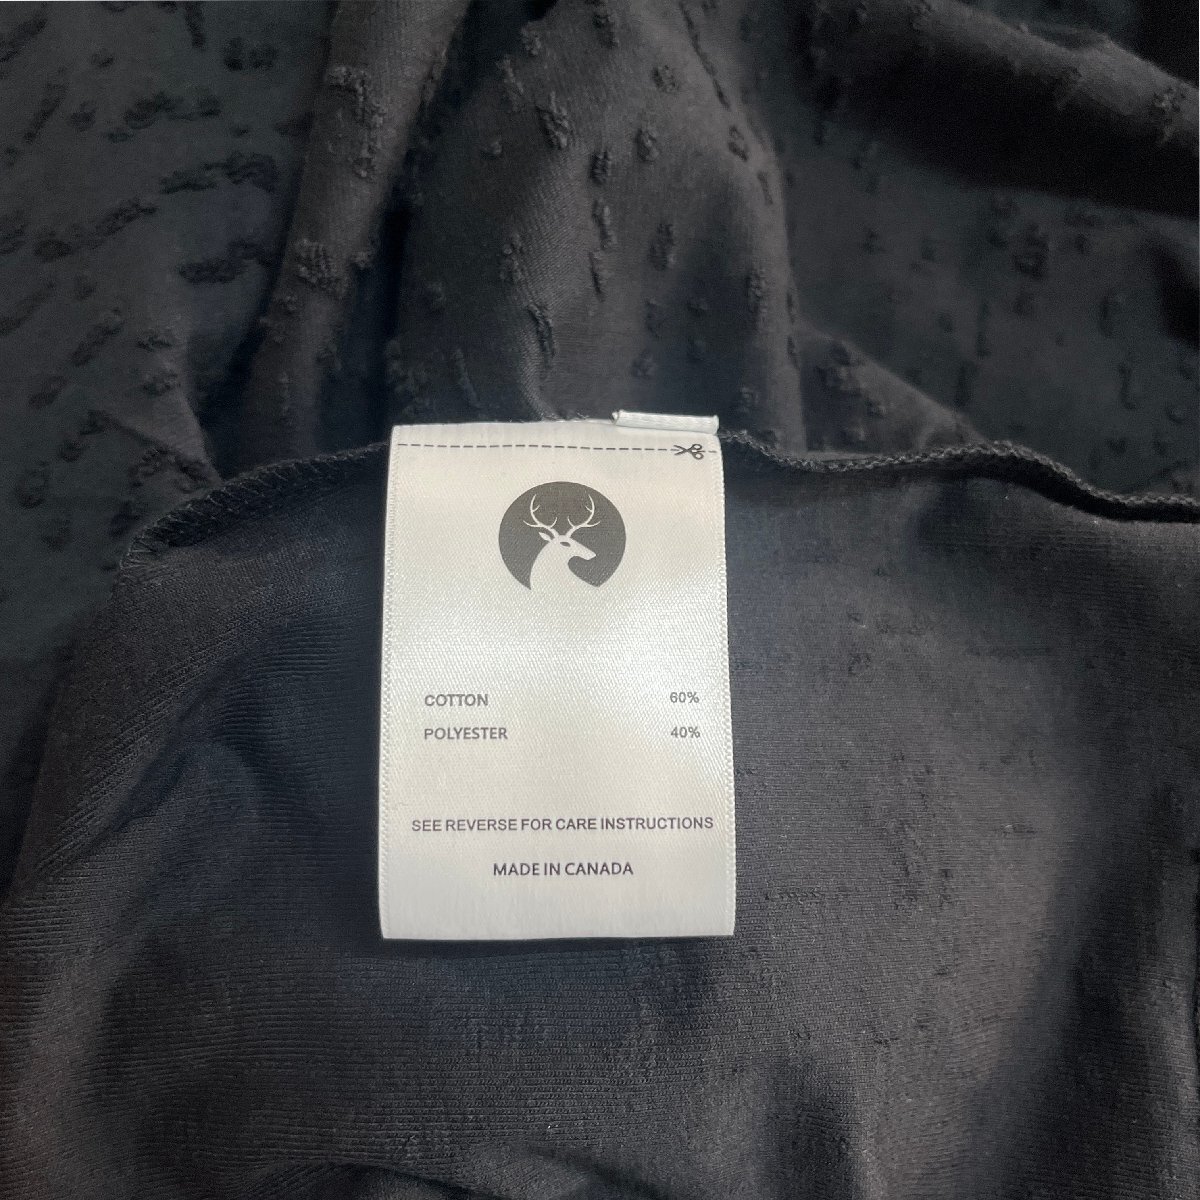 COTTON 60%
POLYESTER 40%
SEE REVERSE FOR CARE INSTRUCTIONS
MADE IN CANADA